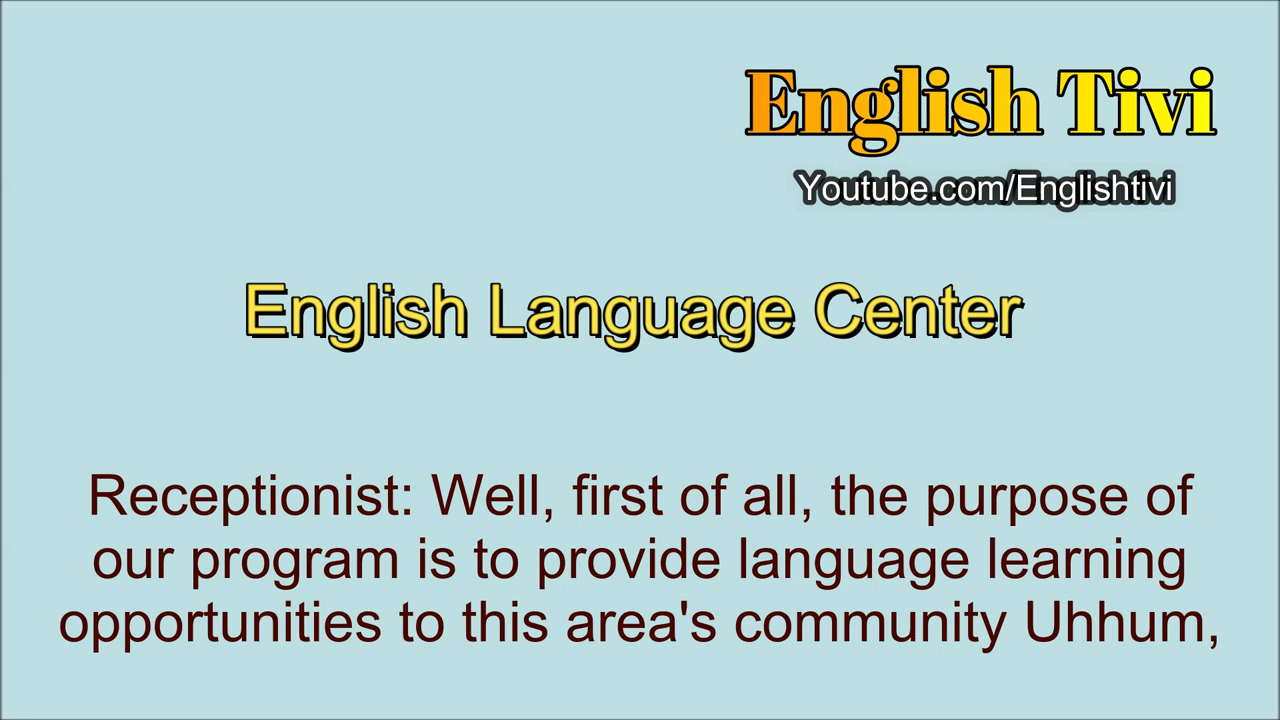 English Tivi
Youtube.com/Englishtivi
English Language Center
Receptionist: Well, first of all, the purpose of
our program is to provide language learning
opportunities to this area's community Uhhum,